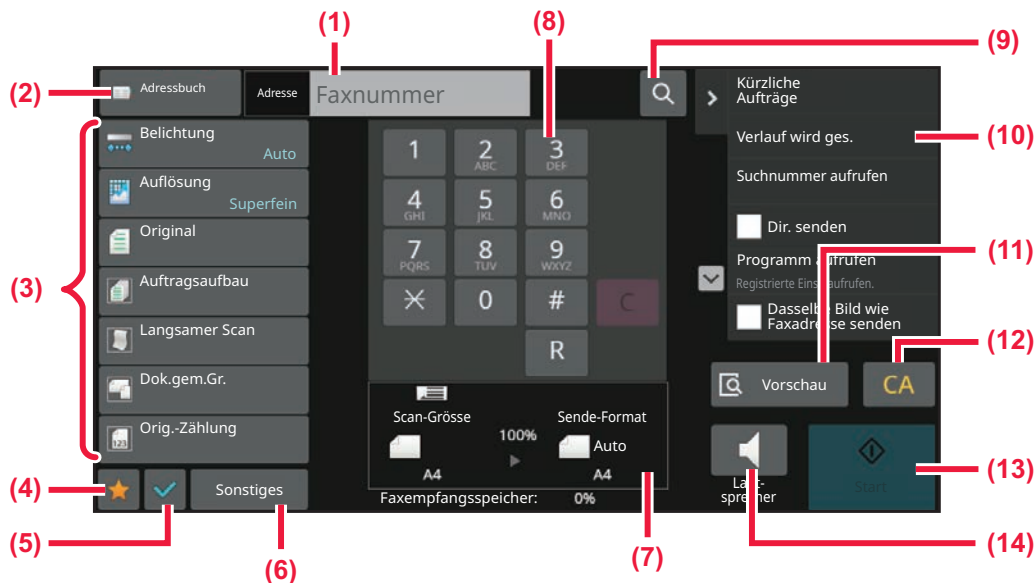 (1)
(8)
(9)
(2)
Adressbuch
Adresse
Faxnummer
Kürzliche
Aufträge
(10)
Verlauf wird ges.
Suchnummer aufrufen
Dir. senden
(11)
Programm aufrufen
Registrierte Einst. aufrufen.
Dasselbe Bild wie
Faxadresse senden
(12)
(3)
Belichtung
Auto
Auflösung
Superfein
Original
Auftragsaufbau
Langsamer Scan
Dok.gem.Gr.
Orig.-Zählung
123
1
2
ABC
3
DEF
4
GHI
5
JKL
6
MNO
7
PQRS
8
TUV
9
WXYZ
0
#
C
R
Vorschau
CA
Scan-Grösse
Sende-Format
100%
Auto
A4
A4
Faxempfangsspeicher: 0%
Laut-
sprecher
Start
(13)
(4)
Sonstiges
(5)
(6)
(7)
(14)